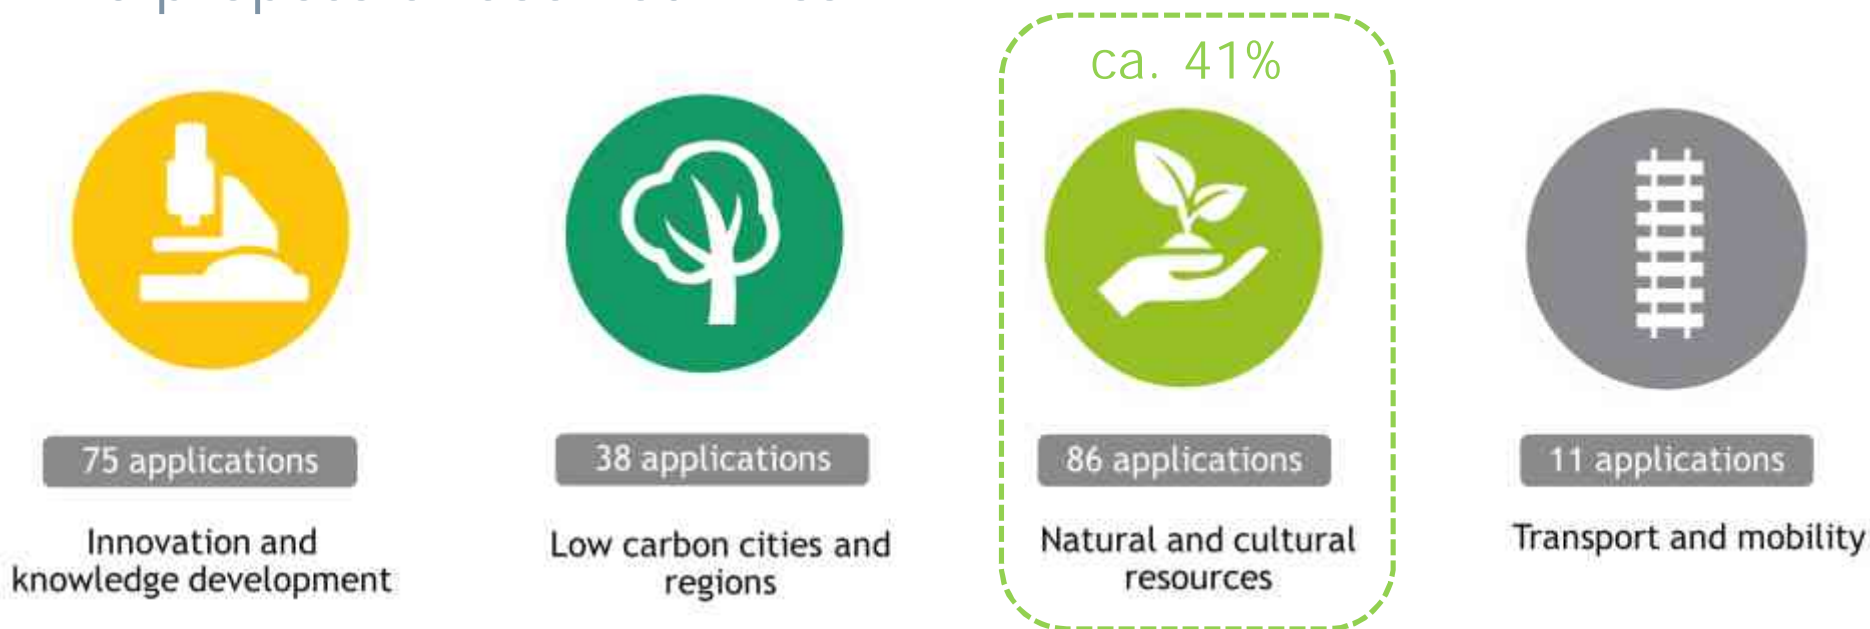 ca. 41%
75 applications
38 applications
86 applications
11 applications
Innovation and
knowledge development
Low carbon cities and
regions
Natural and cultural
resources
Transport and mobility